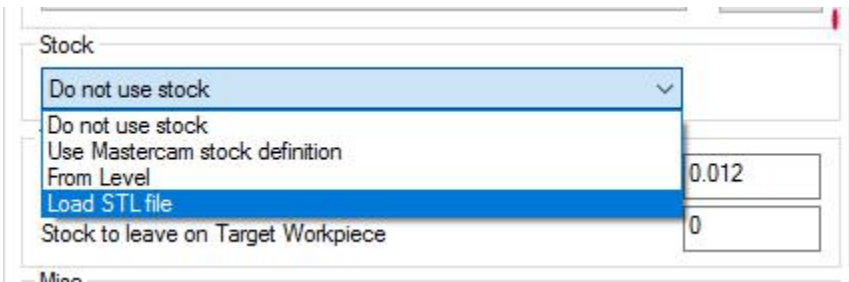 Stock
Do not use stock
Do not use stock
Use Mastercam stock definition
From Level
0.012
Load STL file
Stock to leave on Target Workpiece
0
Misc